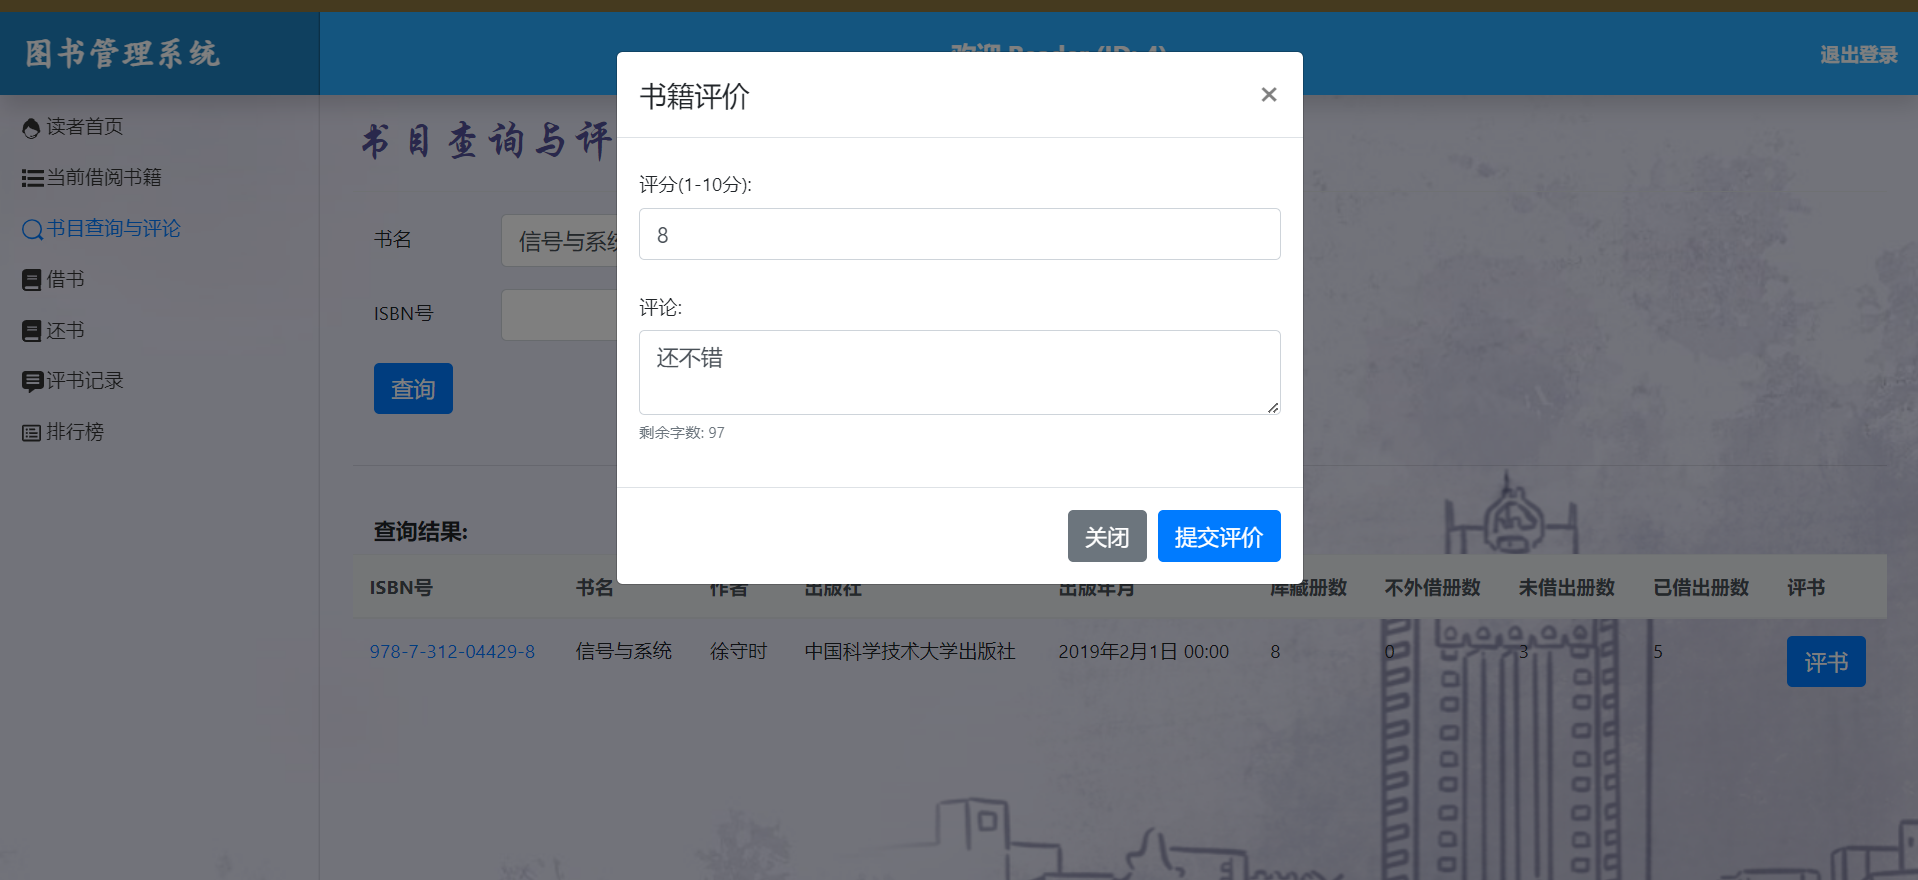 图书管理系统
欢迎 Reader (ID: 4)
退出登录
读者首页
当前借阅书籍
书目查询与评论
借书
还书
评书记录
排行榜
书目查询与评
书名
信号与系统
ISBN号
查询
书籍评价
×
评分(1-10分):
8
评论:
还不错
剩余字数: 97
关闭 提交评价
查询结果:
ISBN号 书名 作者 出版社 出版年月 库藏册数 不外借册数 未借出册数 已借出册数 评书
978-7-312-04429-8 信号与系统 徐守时 中国科学技术大学出版社 2019年2月1日 00:00 8 0 3 5 评书